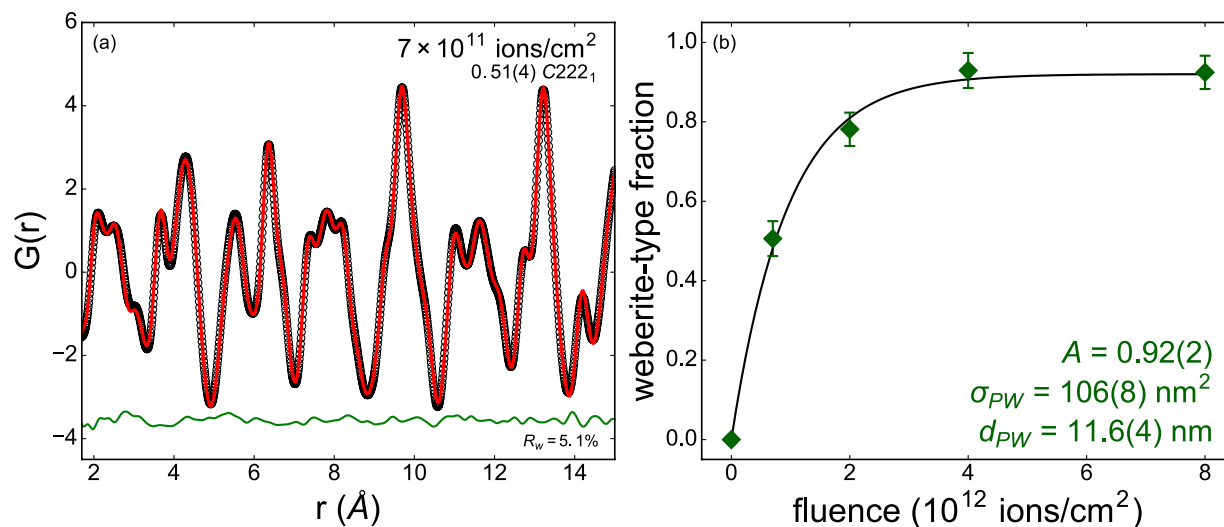 (a)
7 × 10¹¹ ions/cm²
0.51(4) C222₁
6
4
2
0
−2
−4
G(r)
R_w = 5.1%
2 4 6 8 10 12 14
r (Å)
(b)
1.0
0.8
0.6
0.4
0.2
0.0
weberite-type fraction
A = 0.92(2)
σ_PW = 106(8) nm²
d_PW = 11.6(4) nm
0 2 4 6 8
fluence (10¹² ions/cm²)